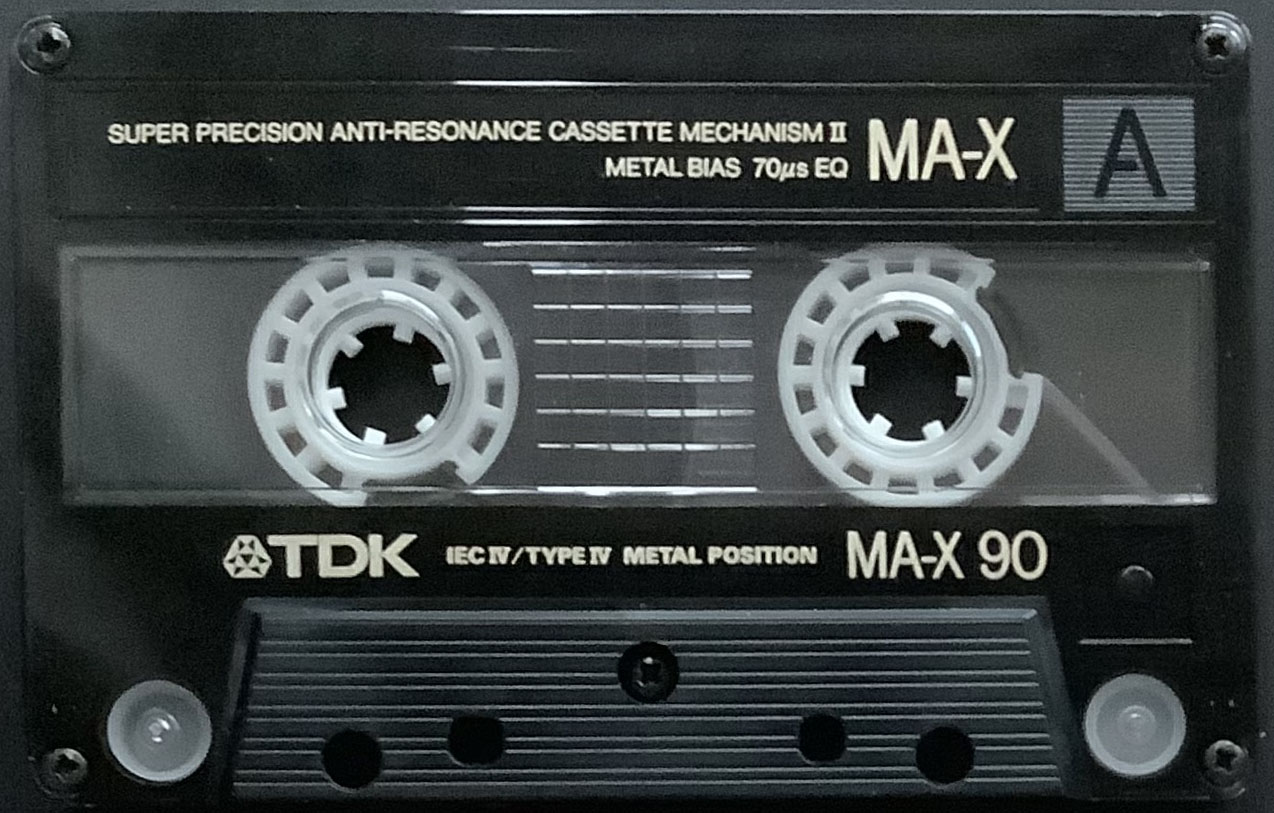 SUPER PRECISION ANTI-RESONANCE CASSETTE MECHANISM II
METAL BIAS 70μs EQ
MA-X
A
TDK IEC IV/TYPE IV METAL POSITION MA-X 90